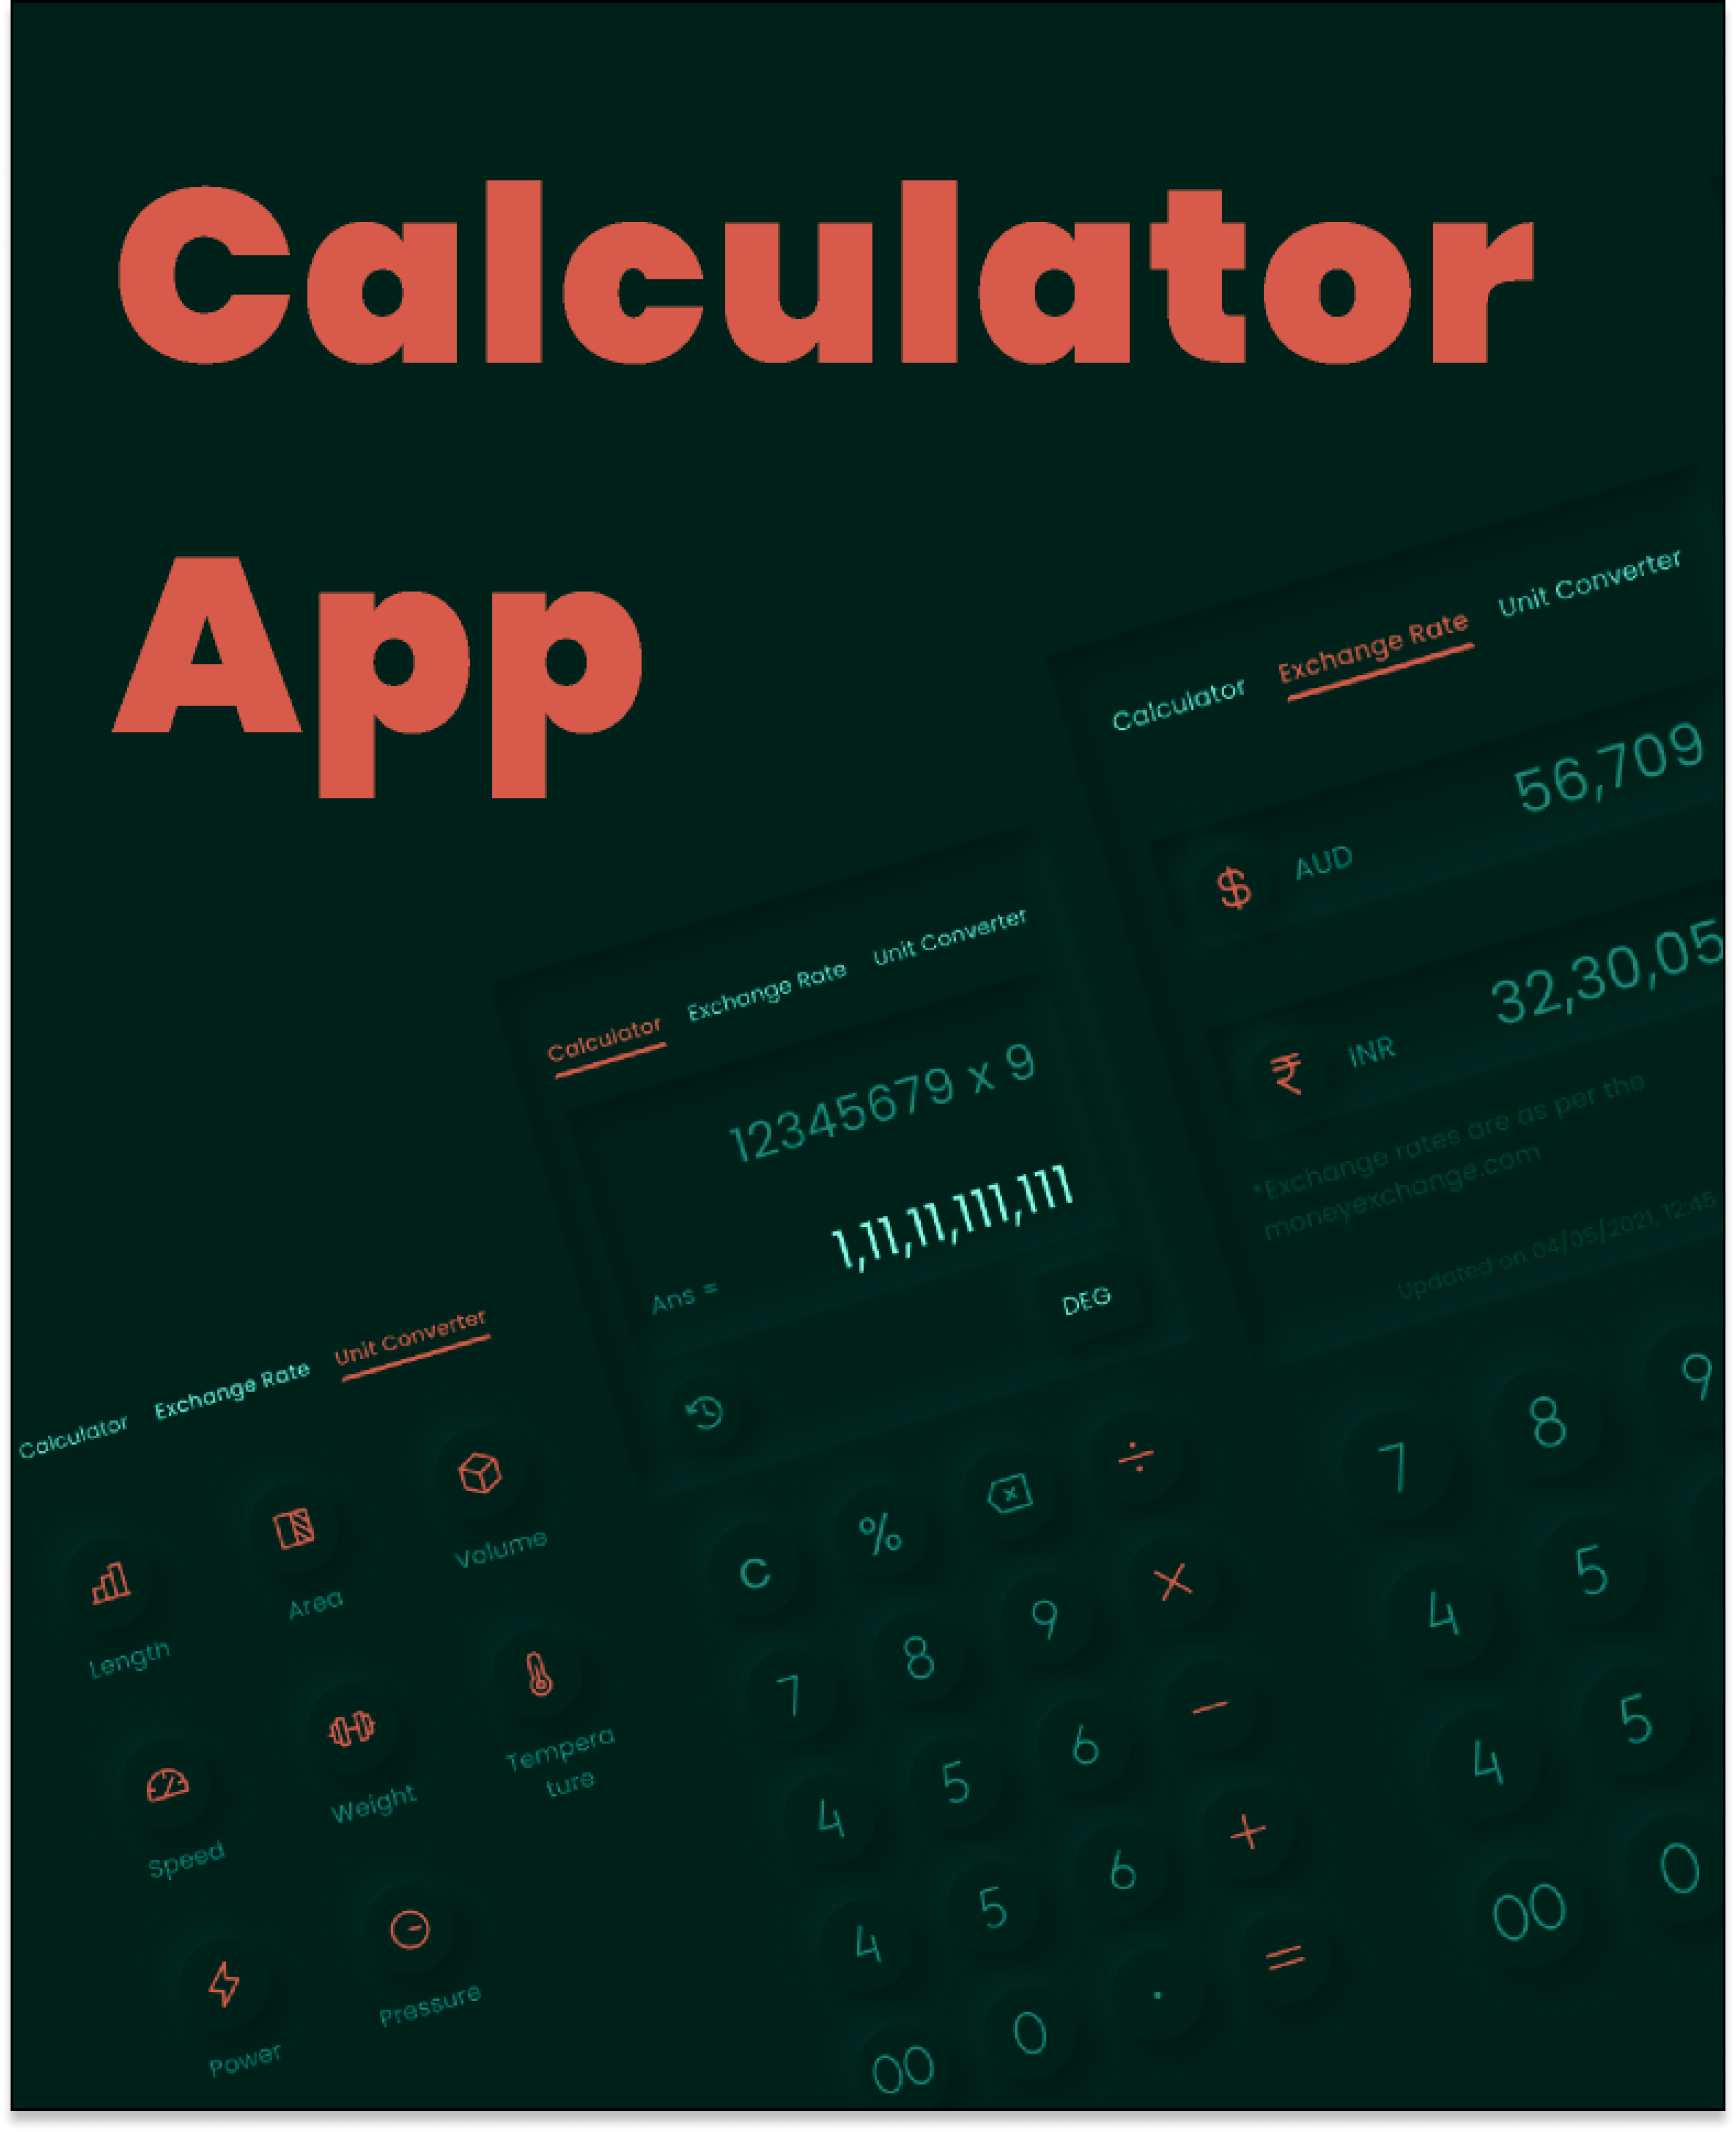 Calculator
App
Calculator Exchange Rate Unit Converter
56,709
$ AUD
32,30,05
₹ INR
*Exchange rates are as per the
moneyexchange.com
Updated on 04/05/2021, 12:45
7 8 9
4 5
4 5
00 0
Calculator Exchange Rate Unit Converter
12345679 x 9
1,11,11,111,111
Ans =
DEG
C % ÷
7 8 9 ×
4 5 6 −
4 5 6 +
00 0 . =
Calculator Exchange Rate Unit Converter
Length Area Volume
Speed Weight Tempera
ture
Power Pressure